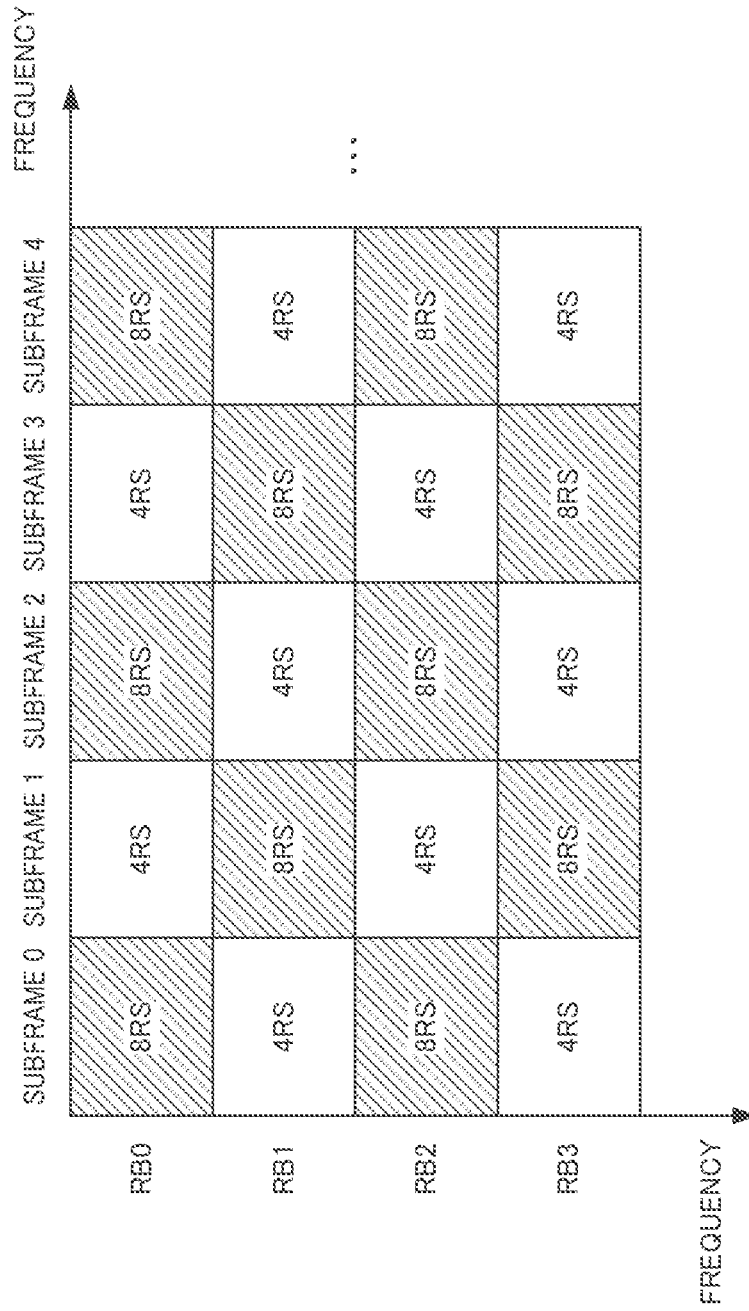 SUBFRAME 0 SUBFRAME 1 SUBFRAME 2 SUBFRAME 3 SUBFRAME 4 FREQUENCY
RB0 8RS 4RS 8RS 4RS 8RS
RB1 4RS 8RS 4RS 8RS 4RS
...
RB2 8RS 4RS 8RS 4RS 8RS
RB3 4RS 8RS 4RS 8RS 4RS
FREQUENCY